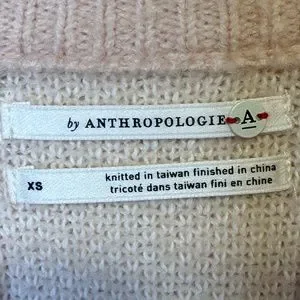 by ANTHROPOLOGIE A
XS
knitted in taiwan finished in china
tricoté dans taiwan fini en chine